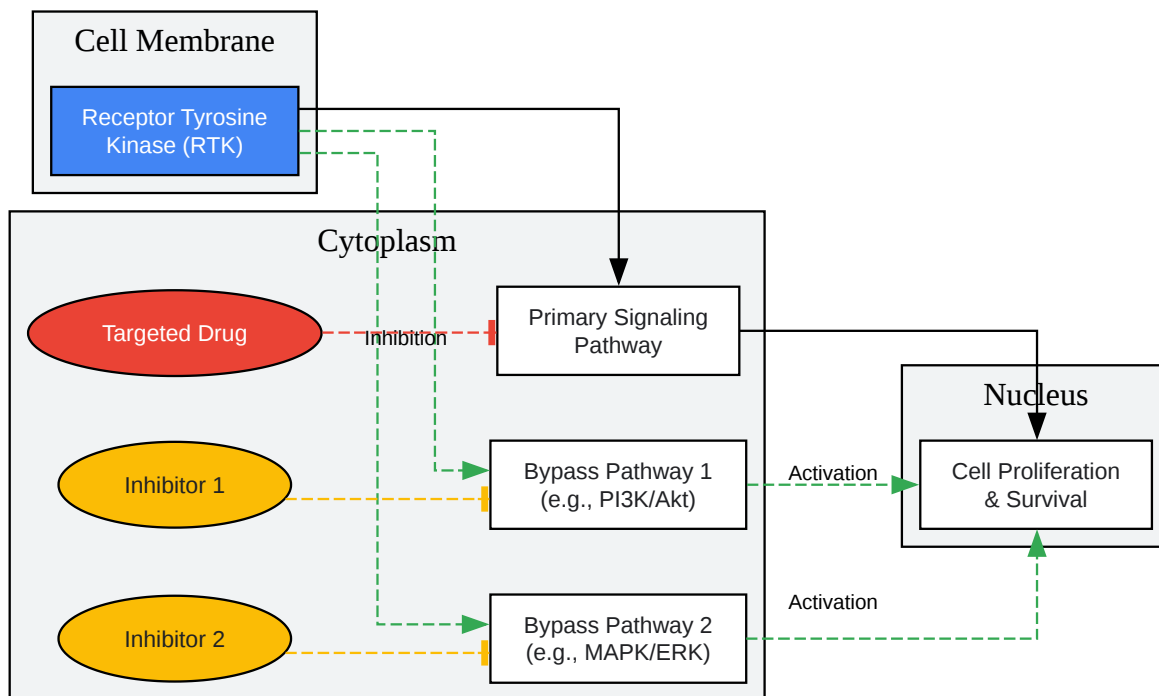 Cell Membrane
Receptor Tyrosine
Kinase (RTK)
Cytoplasm
Targeted Drug
Inhibition
Primary Signaling
Pathway
Nucleus
Inhibitor 1
Bypass Pathway 1
(e.g., PI3K/Akt)
Activation
Cell Proliferation
& Survival
Inhibitor 2
Bypass Pathway 2
(e.g., MAPK/ERK)
Activation